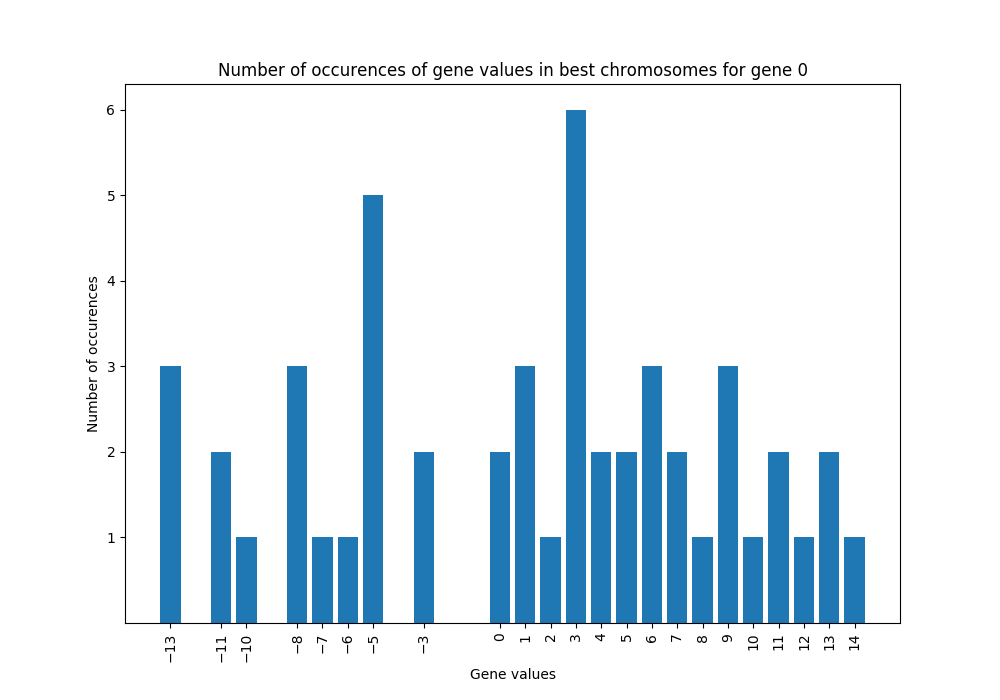 Number of occurences of gene values in best chromosomes for gene 0
6
5
4
3
2
1
Number of occurences
−13 −11 −10 −8 −7 −6 −5 −3 0 1 2 3 4 5 6 7 8 9 10 11 12 13 14
Gene values